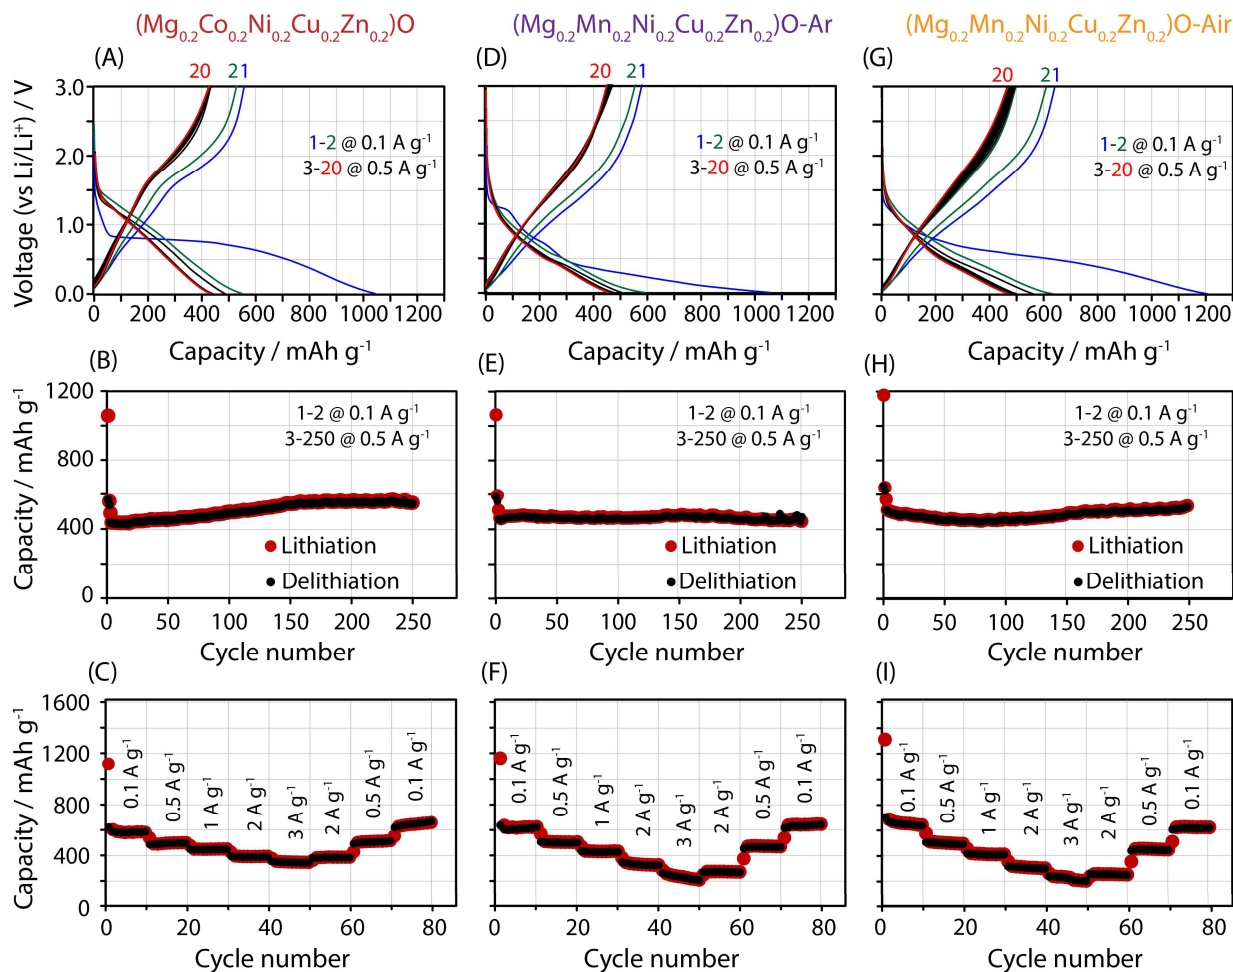 (Mg0.2Co0.2Ni0.2Cu0.2Zn0.2)O
(Mg0.2Mn0.2Ni0.2Cu0.2Zn0.2)O-Ar
(Mg0.2Mn0.2Ni0.2Cu0.2Zn0.2)O-Air
(A)
20 21
3.0
2.0
1.0
0.0
Voltage (vs Li/Li+) / V
1-2 @ 0.1 A g-1
3-20 @ 0.5 A g-1
0 200 400 600 800 1000 1200
Capacity / mAh g-1
(D)
20 21
1-2 @ 0.1 A g-1
3-20 @ 0.5 A g-1
0 200 400 600 800 1000 1200
Capacity / mAh g-1
(G)
20 21
1-2 @ 0.1 A g-1
3-20 @ 0.5 A g-1
0 200 400 600 800 1000 1200
Capacity / mAh g-1
(B)
1200
800
400
0
Capacity / mAh g-1
1-2 @ 0.1 A g-1
3-250 @ 0.5 A g-1
Lithiation
Delithiation
0 50 100 150 200 250
Cycle number
(E)
1-2 @ 0.1 A g-1
3-250 @ 0.5 A g-1
Lithiation
Delithiation
0 50 100 150 200 250
Cycle number
(H)
1-2 @ 0.1 A g-1
3-250 @ 0.5 A g-1
Lithiation
Delithiation
0 50 100 150 200 250
Cycle number
(C)
1600
1200
800
400
0
Capacity / mAh g-1
0.1 A g-1
0.5 A g-1
1 A g-1
2 A g-1
3 A g-1
2 A g-1
0.5 A g-1
0.1 A g-1
0 20 40 60 80
Cycle number
(F)
0.1 A g-1
0.5 A g-1
1 A g-1
2 A g-1
3 A g-1
2 A g-1
0.5 A g-1
0.1 A g-1
0 20 40 60 80
Cycle number
(I)
0.1 A g-1
0.5 A g-1
1 A g-1
2 A g-1
3 A g-1
2 A g-1
0.5 A g-1
0.1 A g-1
0 20 40 60 80
Cycle number